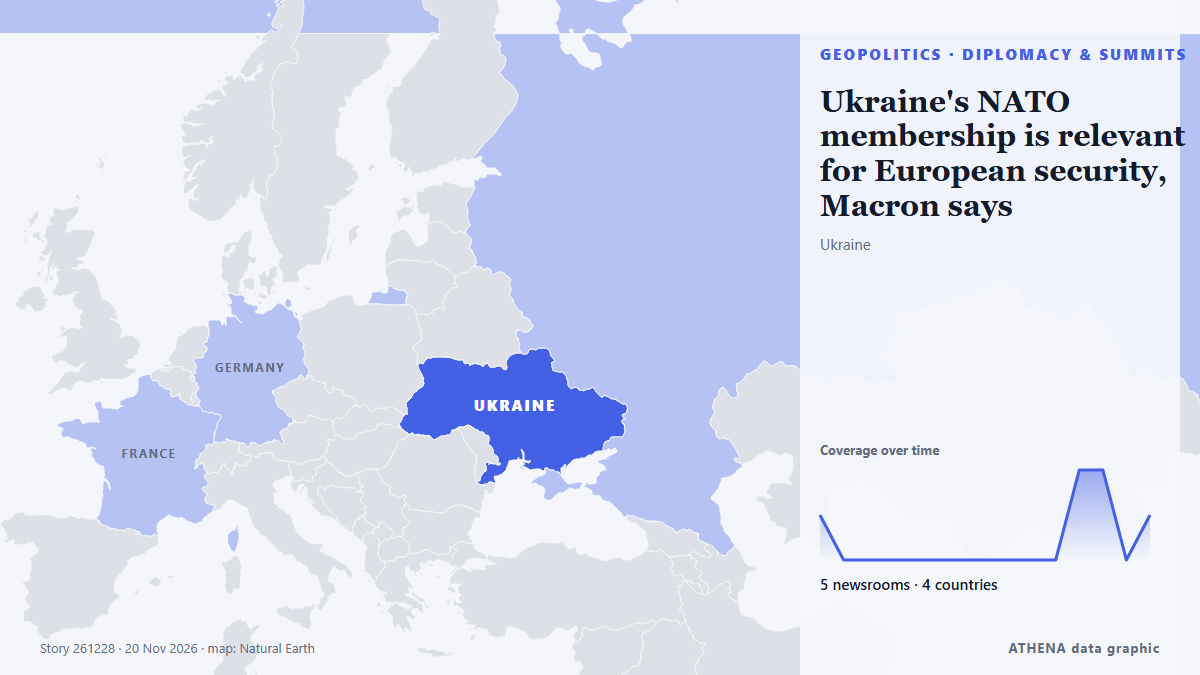 GEOPOLITICS · DIPLOMACY & SUMMITS
Ukraine's NATO
membership is relevant
for European security,
Macron says
Ukraine
GERMANY
UKRAINE
FRANCE
Coverage over time
5 newsrooms · 4 countries
Story 261228 · 20 Nov 2026 · map: Natural Earth
ATHENA data graphic